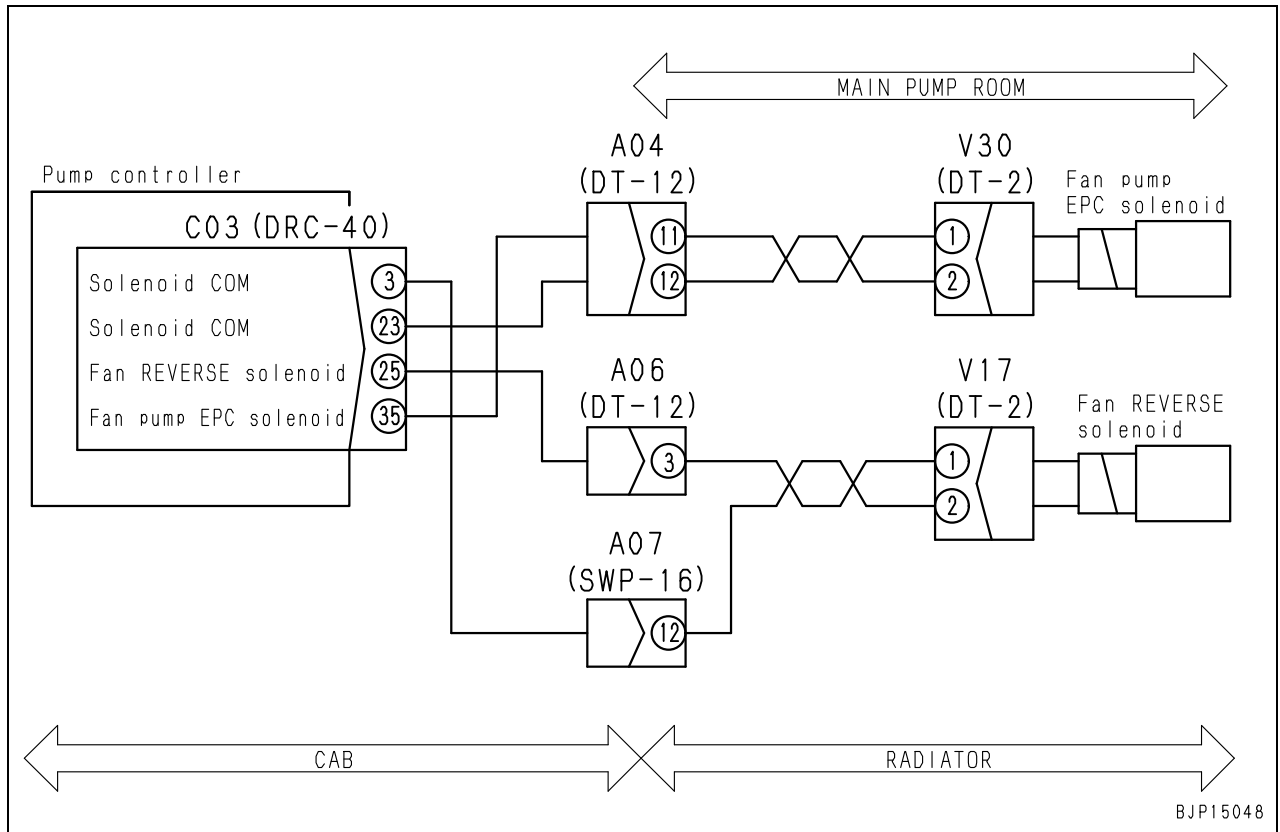 MAIN PUMP ROOM
A04
(DT-12)
V30
(DT-2)
Fan pump
EPC solenoid
Pump controller
C03 (DRC-40)
Solenoid COM
3
Solenoid COM
23
Fan REVERSE solenoid
25
Fan pump EPC solenoid
35
11
12
1
2
A06
(DT-12)
3
V17
(DT-2)
1
2
Fan REVERSE
solenoid
A07
(SWP-16)
12
CAB
RADIATOR
BJP15048